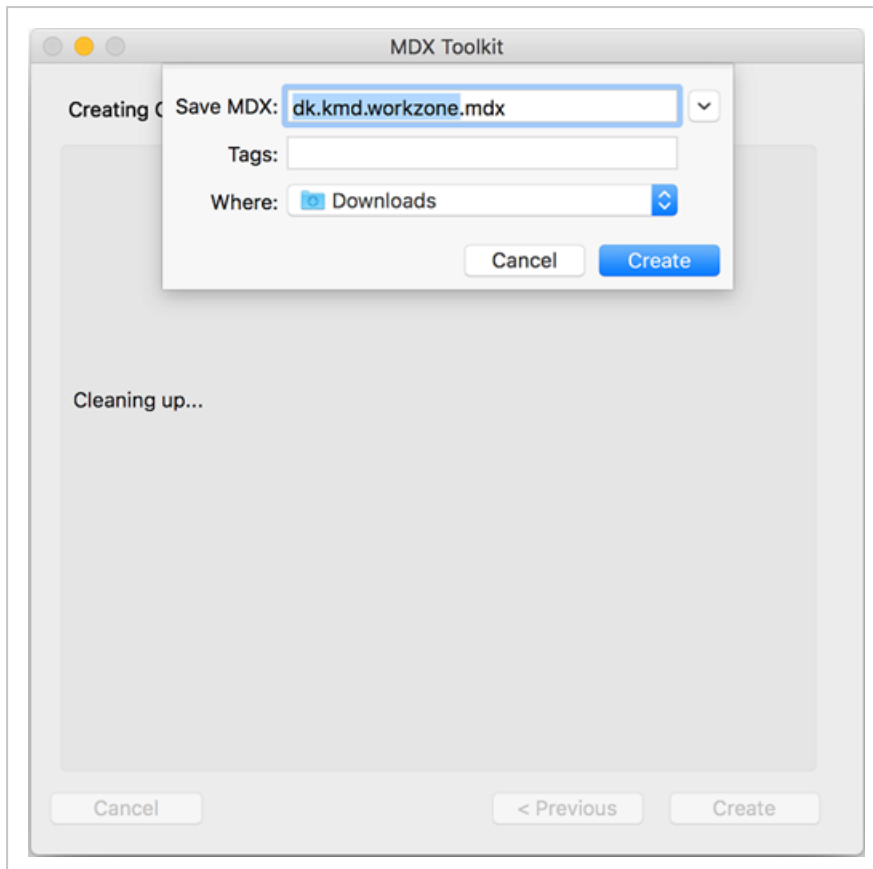 MDX Toolkit
Creating
Save MDX: dk.kmd.workzone.mdx
Tags:
Where: Downloads
Cancel Create
Cleaning up...
Cancel < Previous Create